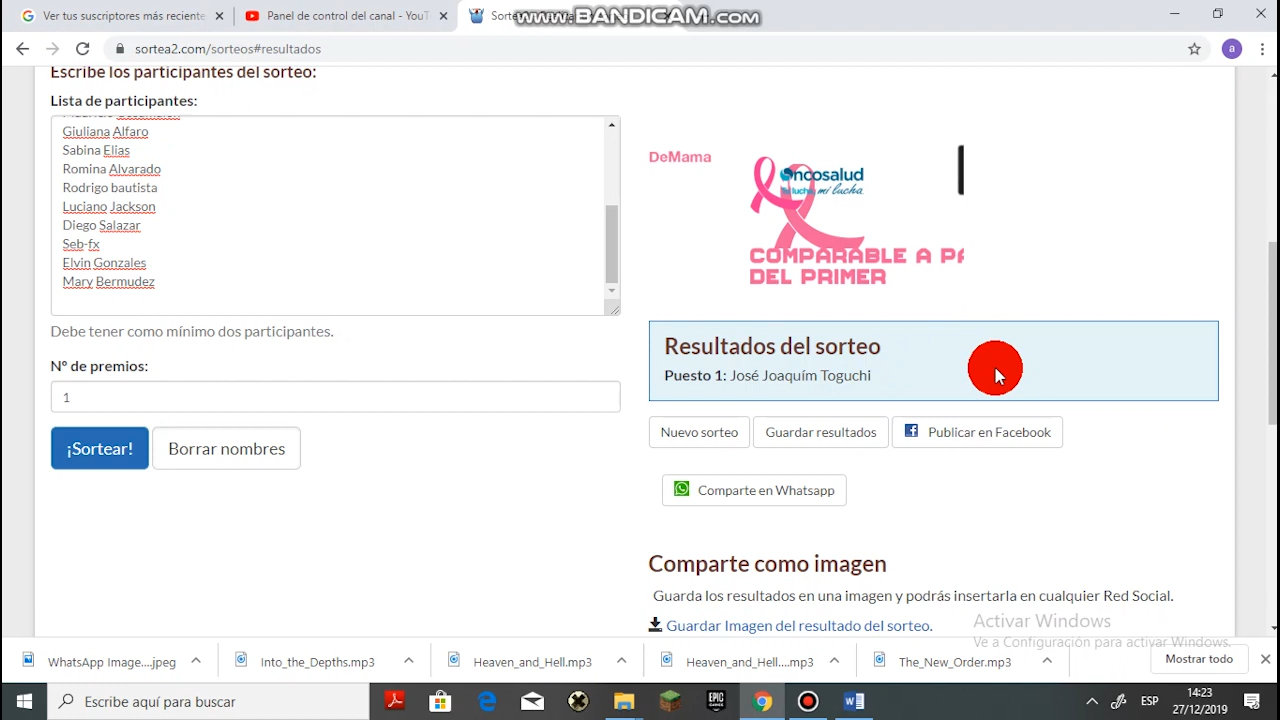 Ver tus suscriptores más reciente
Panel de control del canal - YouT
www.BANDICAM.com
sortea2.com/sorteos#resultados
a
Escribe los participantes del sorteo:
Lista de participantes:
Giuliana Alfaro
Sabina Elias
Romina Alvarado
Rodrigo bautista
Luciano Jackson
Diego Salazar
Seb-fx
Elvin Gonzales
Mary Bermudez
Debe tener como mínimo dos participantes.
Nº de premios:
1
¡Sortear!
Borrar nombres
DeMama
oncosalud
Tu lucha, mi lucha
COMPARABLE A PA
DEL PRIMER
Resultados del sorteo
Puesto 1: José Joaquím Toguchi
Nuevo sorteo
Guardar resultados
Publicar en Facebook
Comparte en Whatsapp
Comparte como imagen
Guarda los resultados en una imagen y podrás insertarla en cualquier Red Social.
Guardar Imagen del resultado del sorteo.
Activar Windows
Ve a Configuración para activar Windows.
WhatsApp Image....jpeg
Into_the_Depths.mp3
Heaven_and_Hell.mp3
Heaven_and_Hell....mp3
The_New_Order.mp3
Mostrar todo
Escribe aquí para buscar
EPIC GAMES
ESP
14:23
27/12/2019